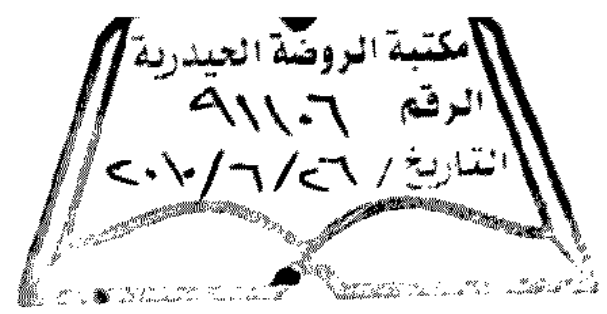 مكتبة الروضة الحيدرية
الرقم ٩١١٠٦
التاريخ / ٢٦ / ٦ / ٢٠١٠